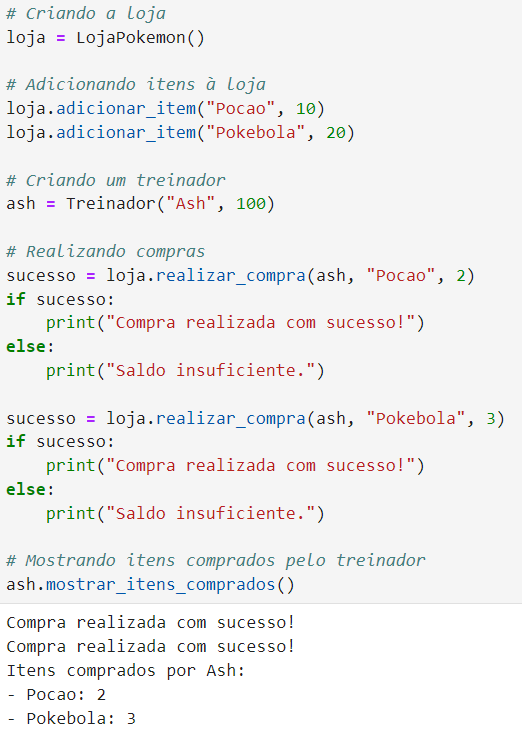 # Criando a loja
loja = LojaPokemon()
# Adicionando itens à loja
loja.adicionar_item("Pocao", 10)
loja.adicionar_item("Pokebola", 20)
# Criando um treinador
ash = Treinador("Ash", 100)
# Realizando compras
sucesso = loja.realizar_compra(ash, "Pocao", 2)
if sucesso:
    print("Compra realizada com sucesso!")
else:
    print("Saldo insuficiente.")
sucesso = loja.realizar_compra(ash, "Pokebola", 3)
if sucesso:
    print("Compra realizada com sucesso!")
else:
    print("Saldo insuficiente.")
# Mostrando itens comprados pelo treinador
ash.mostrar_itens_comprados()
Compra realizada com sucesso!
Compra realizada com sucesso!
Itens comprados por Ash:
- Pocao: 2
- Pokebola: 3